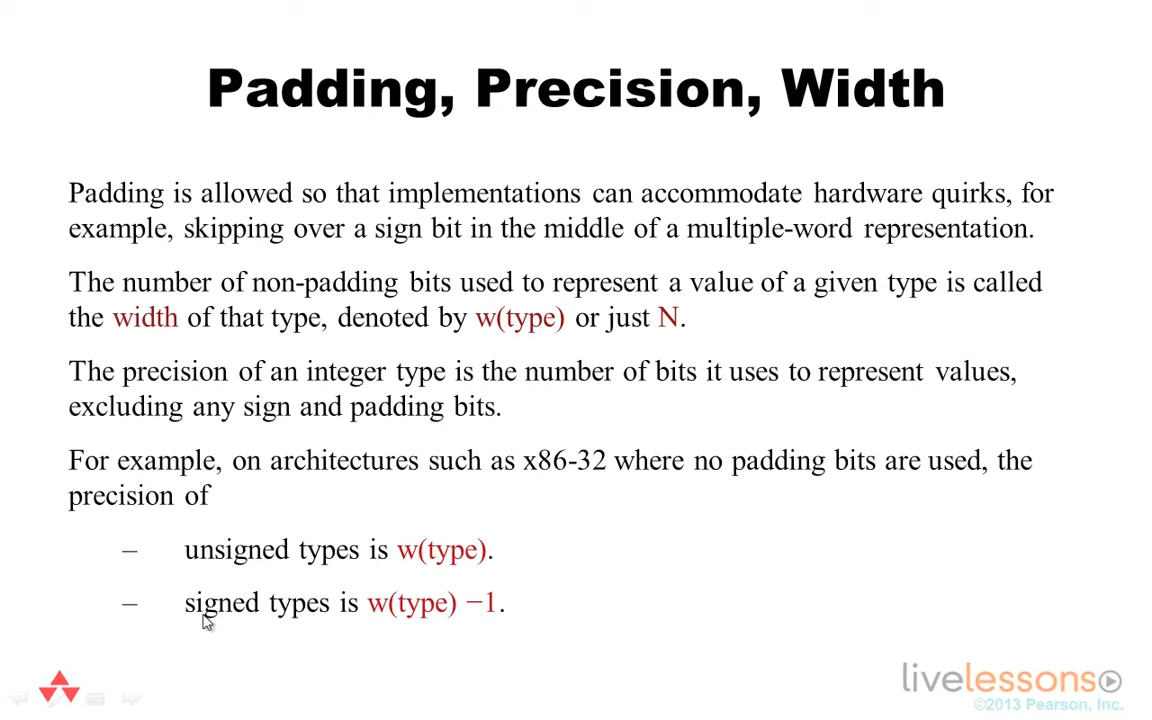 Padding, Precision, Width
Padding is allowed so that implementations can accommodate hardware quirks, for
example, skipping over a sign bit in the middle of a multiple-word representation.
The number of non-padding bits used to represent a value of a given type is called
the width of that type, denoted by w(type) or just N.
The precision of an integer type is the number of bits it uses to represent values,
excluding any sign and padding bits.
For example, on architectures such as x86-32 where no padding bits are used, the
precision of
– unsigned types is w(type).
– signed types is w(type) −1.
livelessons
©2013 Pearson, Inc.